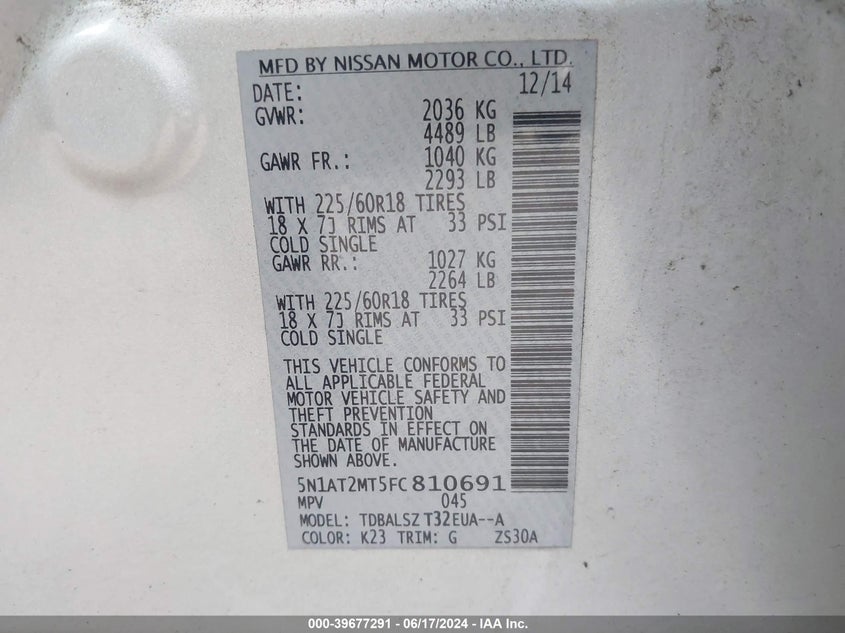 MFD BY NISSAN MOTOR CO., LTD.
DATE: 12/14
GVWR: 2036 KG
4489 LB
GAWR FR.: 1040 KG
2293 LB
WITH 225/60R18 TIRES
18 X 7J RIMS AT 33 PSI
COLD SINGLE
GAWR RR.: 1027 KG
2264 LB
WITH 225/60R18 TIRES
18 X 7J RIMS AT 33 PSI
COLD SINGLE
THIS VEHICLE CONFORMS TO
ALL APPLICABLE FEDERAL
MOTOR VEHICLE SAFETY AND
THEFT PREVENTION
STANDARDS IN EFFECT ON
THE DATE OF MANUFACTURE
SHOWN ABOVE.
5N1AT2MT5FC810691
MPV 045
MODEL: TDBALSZ T32EUA--A
COLOR: K23 TRIM: G ZS30A
000-39677291 - 06/17/2024 - IAA Inc.